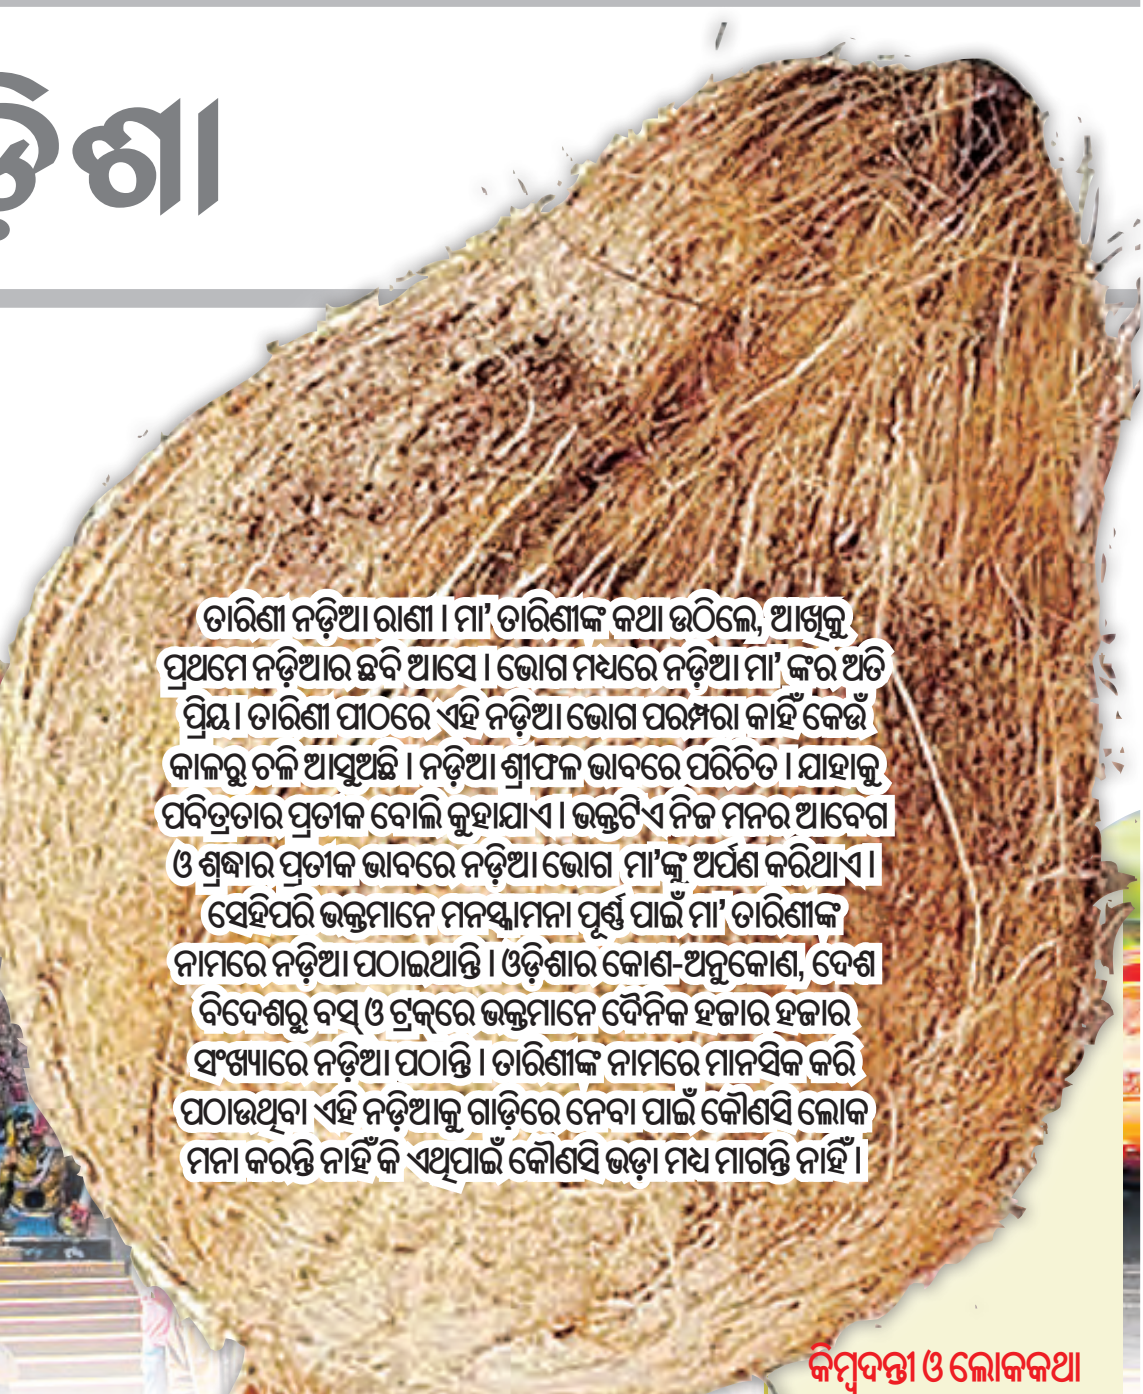 ଡ଼ିଶା
ତାରିଣୀ ନଡ଼ିଆ ରାଣୀ । ମା’ ତାରିଣୀଙ୍କ କଥା ଉଠିଲେ, ଆଖିକୁ
ପ୍ରଥମେ ନଡ଼ିଆର ଛବି ଆସେ । ଭୋଗ ମଧ୍ୟରେ ନଡ଼ିଆ ମା’ ଙ୍କର ଅତି
ପ୍ରିୟ । ତାରିଣୀ ପୀଠରେ ଏହି ନଡ଼ିଆ ଭୋଗ ପରମ୍ପରା କାହିଁ କେଉଁ
କାଳରୁ ଚଳି ଆସୁଅଛି । ନଡ଼ିଆ ଶ୍ରୀଫଳ ଭାବରେ ପରିଚିତ । ଯାହାକୁ
ପବିତ୍ରତାର ପ୍ରତୀକ ବୋଲି କୁହାଯାଏ । ଭକ୍ତଟିଏ ନିଜ ମନର ଆବେଗ
ଓ ଶ୍ରଦ୍ଧାର ପ୍ରତୀକ ଭାବରେ ନଡ଼ିଆ ଭୋଗ ମା’ଙ୍କୁ ଅର୍ପଣ କରିଥାଏ ।
ସେହିପରି ଭକ୍ତମାନେ ମନସ୍କାମନା ପୂର୍ଣ୍ଣ ପାଇଁ ମା’ ତାରିଣୀଙ୍କ
ନାମରେ ନଡ଼ିଆ ପଠାଇଥାନ୍ତି । ଓଡ଼ିଶାର କୋଣ-ଅନୁକୋଣ, ଦେଶ
ବିଦେଶରୁ ବସ୍ ଓ ଟ୍ରକ୍‌ରେ ଭକ୍ତମାନେ ଦୈନିକ ହଜାର ହଜାର
ସଂଖ୍ୟାରେ ନଡ଼ିଆ ପଠାନ୍ତି । ତାରିଣୀଙ୍କ ନାମରେ ମାନସିକ କରି
ପଠାଉଥିବା ଏହି ନଡ଼ିଆକୁ ଗାଡ଼ିରେ ନେବା ପାଇଁ କୌଣସି ଲୋକ
ମନା କରନ୍ତି ନାହିଁ କି ଏଥିପାଇଁ କୌଣସି ଭଡ଼ା ମଧ୍ୟ ମାଗନ୍ତି ନାହିଁ ।
କିମ୍ବଦନ୍ତୀ ଓ ଲୋକକଥା